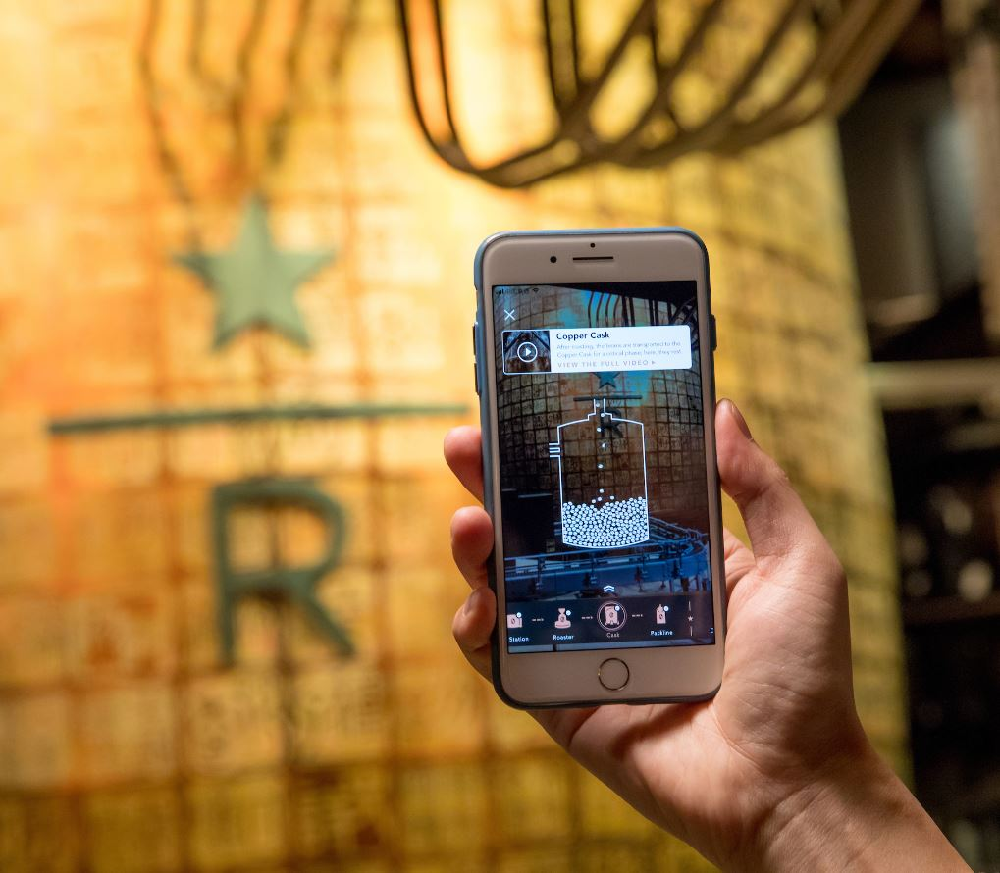 R
Copper Cask
After roasting, the beans are transported to the
Copper Cask for a critical phase: here, they rest.
VIEW THE FULL VIDEO
Station
Roaster
Cask
Packline